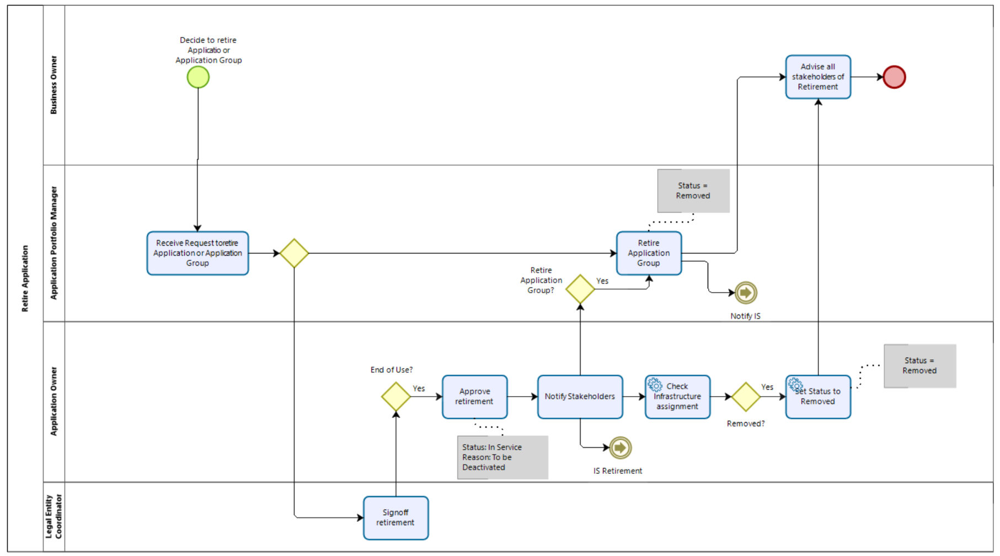 Retire Application
Business Owner
Decide to retire
Applicatio or
Application Group
Advise all
stakeholders of
Retirement
Application Portfolio Manager
Receive Request toretire
Application or Application
Group
Status =
Removed
Retire
Application
Group
Retire
Application
Group?
Yes
Notify IS
Application Owner
End of Use?
Yes
Approve
retirement
Status: In Service
Reason: To be
Deactivated
Notify Stakeholders
IS Retirement
Check
Infrastructure
assignment
Removed?
Yes
Set Status to
Removed
Status =
Removed
Legal Entity
Coordinator
Signoff
retirement